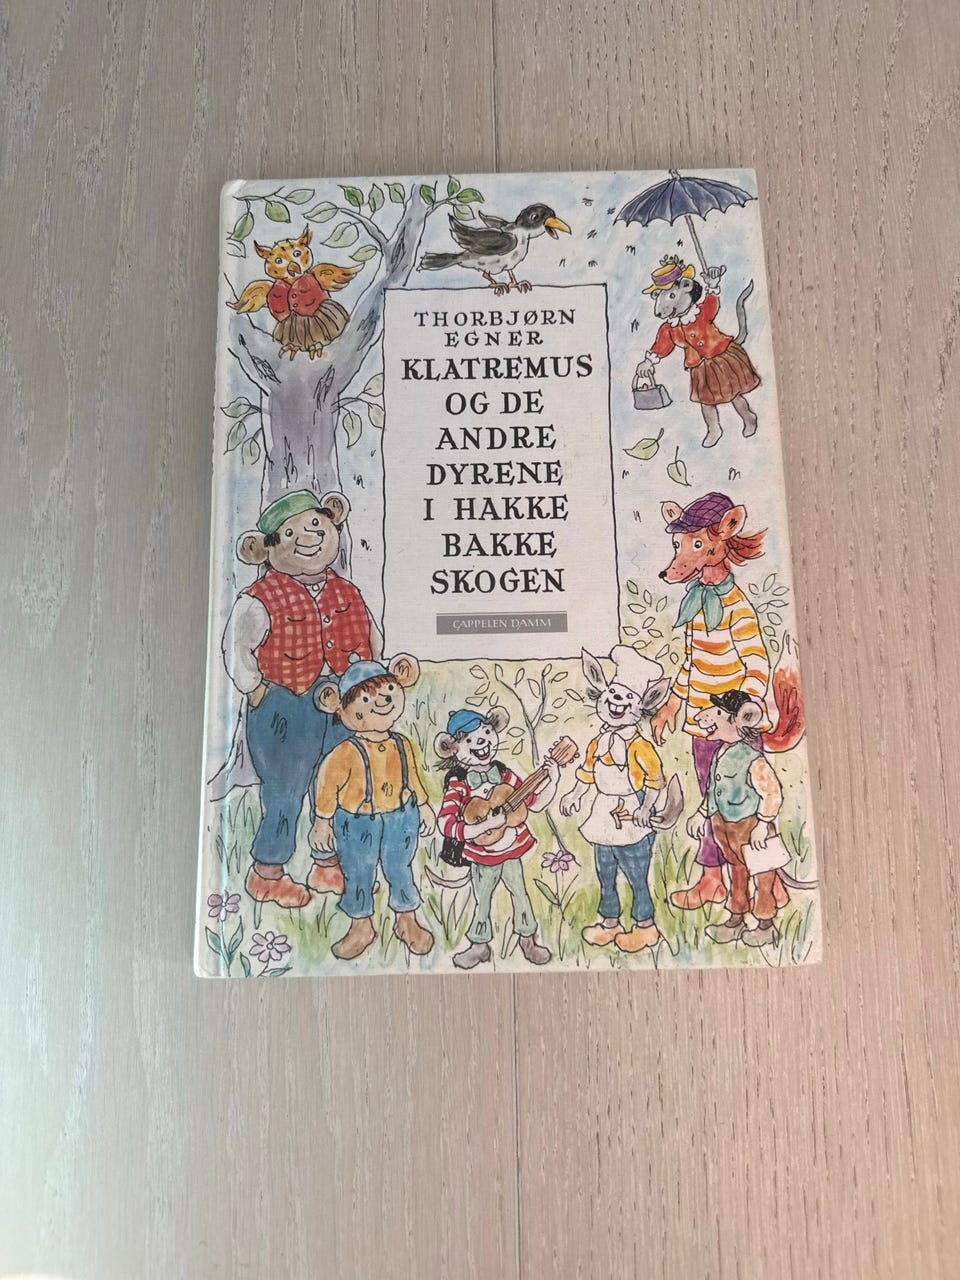 THORBJØRN
EGNER
KLATREMUS
OG DE
ANDRE
DYRENE
I HAKKE
BAKKE
SKOGEN
CAPPELEN DAMM